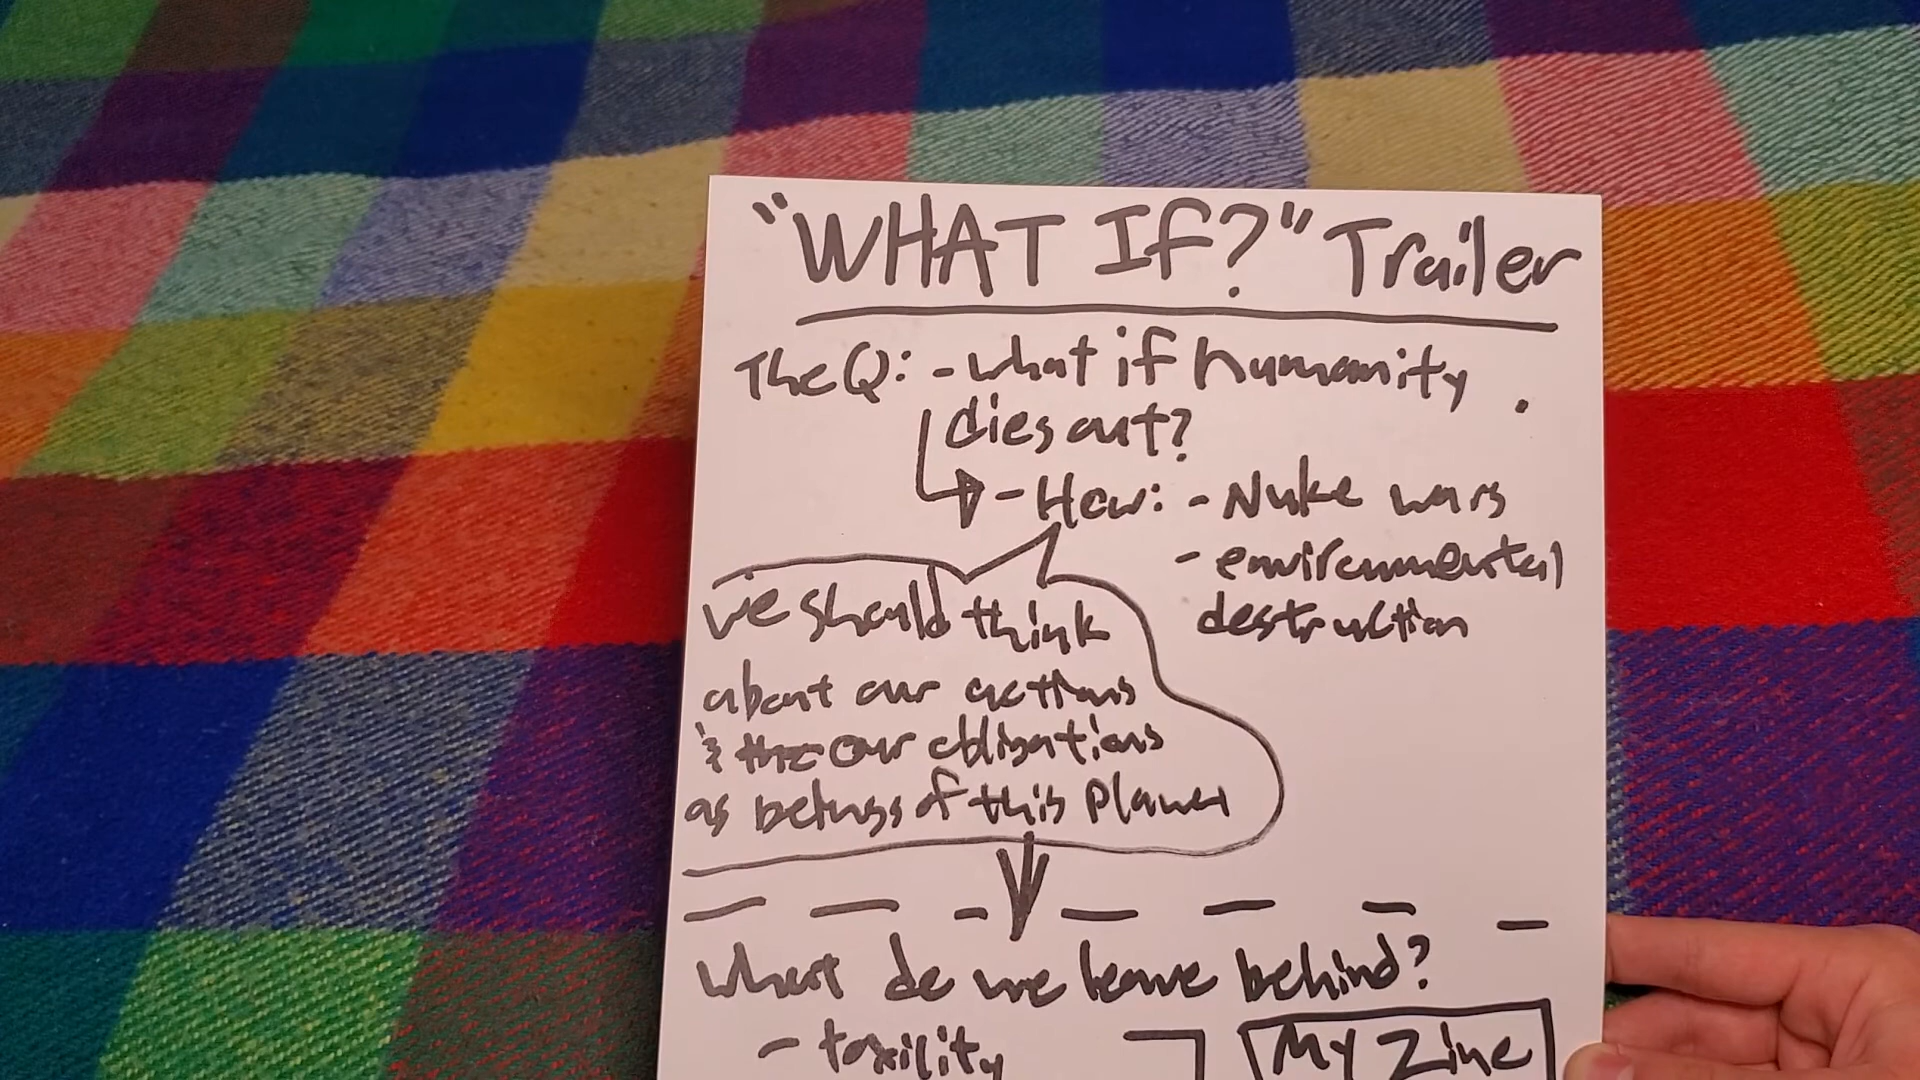 "WHAT If?" Trailer
The Q: - what if humanity
dies out?
- How: - Nuke wars
- environmental
destruction
We should think
about our actions
& the our obligations
as beings of this Planet
What do we leave behind?
- toxility
My Zine